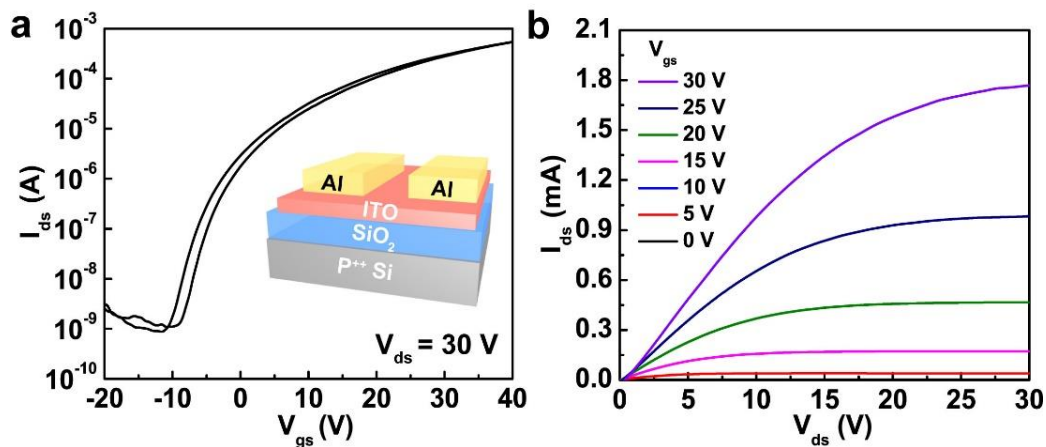 a
10⁻³
10⁻⁴
10⁻⁵
10⁻⁶
10⁻⁷
10⁻⁸
10⁻⁹
10⁻¹⁰
I_ds (A)
Al
Al
ITO
SiO₂
P⁺⁺ Si
V_ds = 30 V
-20 -10 0 10 20 30 40
V_gs (V)
b
2.1
1.8
1.5
1.2
0.9
0.6
0.3
0.0
I_ds (mA)
V_gs
30 V
25 V
20 V
15 V
10 V
5 V
0 V
0 5 10 15 20 25 30
V_ds (V)